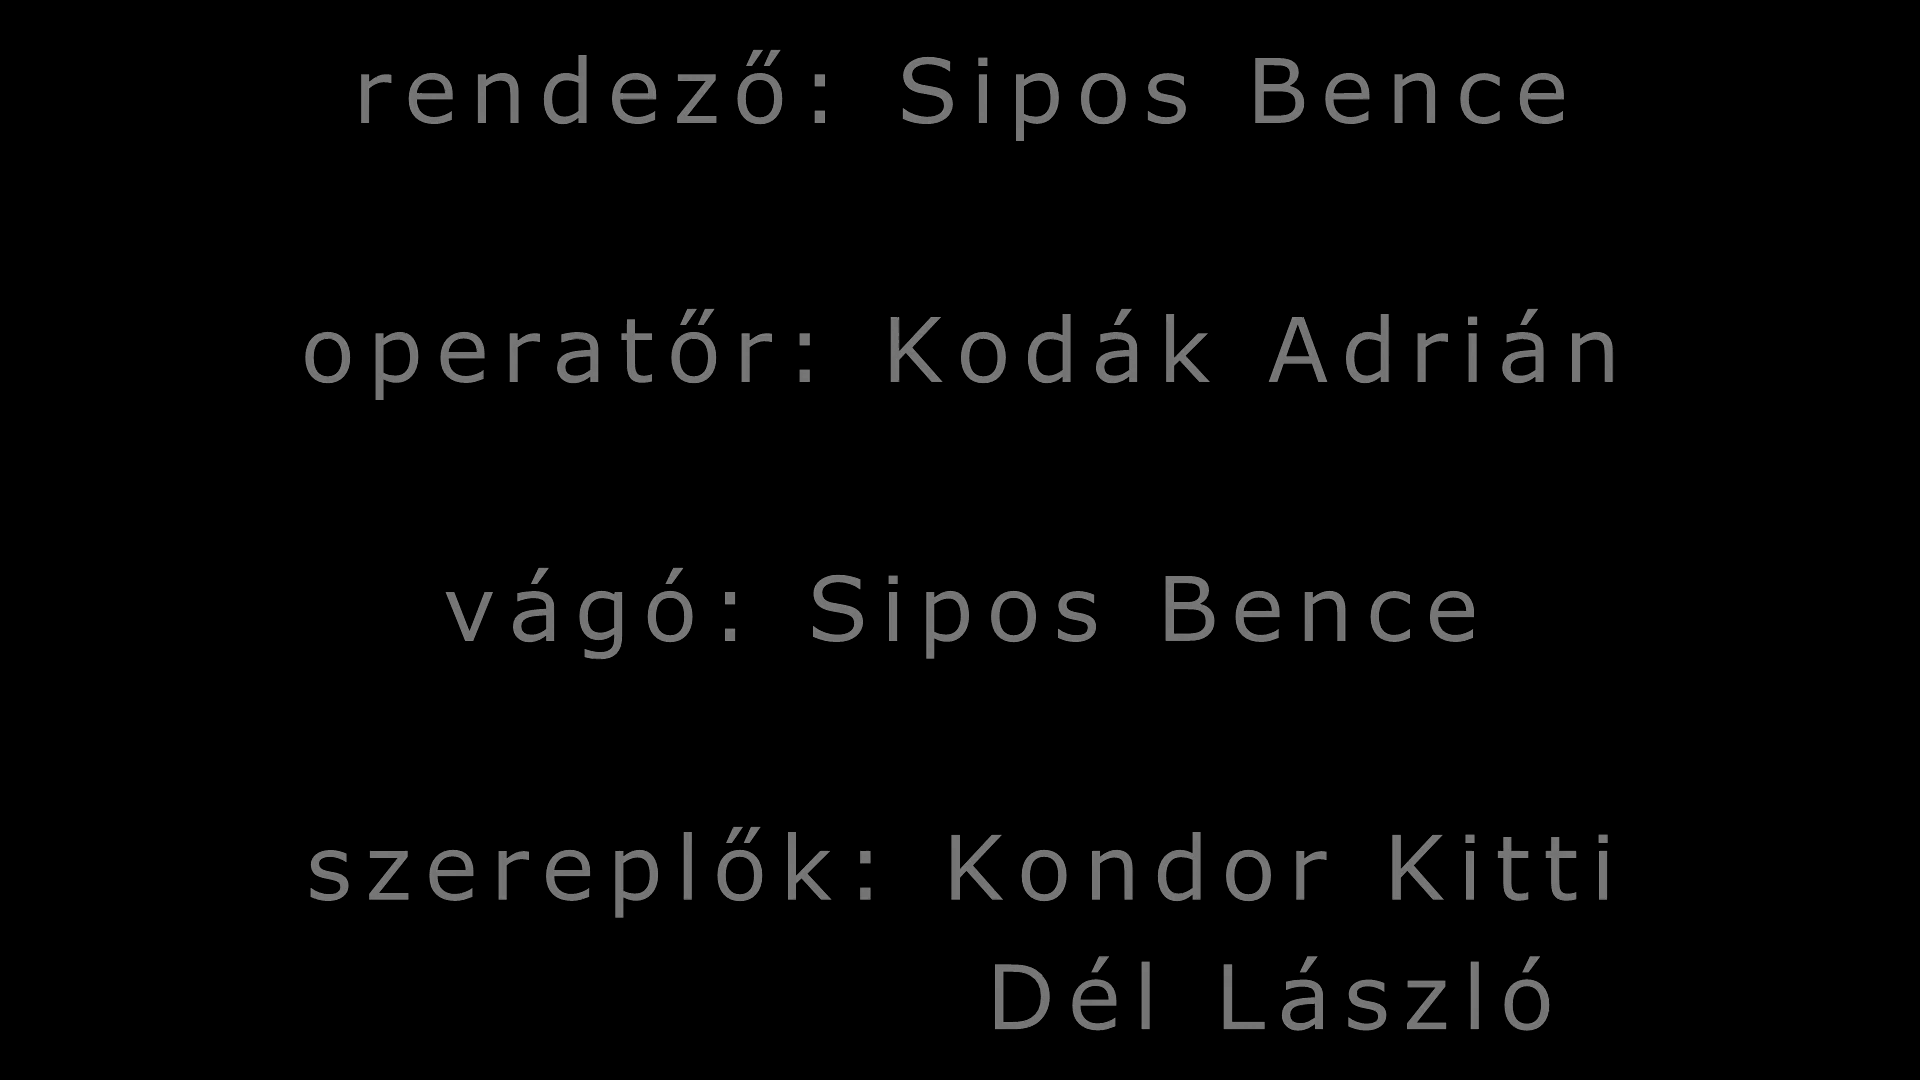 rendező: Sipos Bence
operatőr: Kodák Adrián
vágó: Sipos Bence
szereplők: Kondor Kitti
Dél László